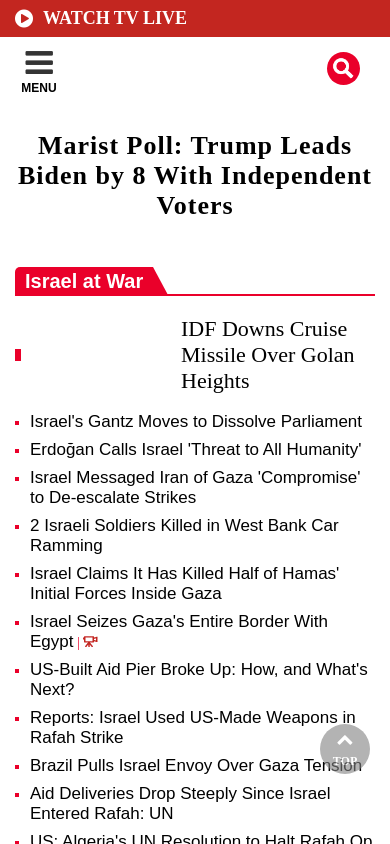 WATCH TV LIVE
MENU
Marist Poll: Trump Leads
Biden by 8 With Independent
Voters
Israel at War
IDF Downs Cruise
Missile Over Golan
Heights
Israel's Gantz Moves to Dissolve Parliament
Erdoğan Calls Israel 'Threat to All Humanity'
Israel Messaged Iran of Gaza 'Compromise'
to De-escalate Strikes
2 Israeli Soldiers Killed in West Bank Car
Ramming
Israel Claims It Has Killed Half of Hamas'
Initial Forces Inside Gaza
Israel Seizes Gaza's Entire Border With
Egypt |
US-Built Aid Pier Broke Up: How, and What's
Next?
Reports: Israel Used US-Made Weapons in
Rafah Strike
Brazil Pulls Israel Envoy Over Gaza Tension
TOP
Aid Deliveries Drop Steeply Since Israel
Entered Rafah: UN
US: Algeria's UN Resolution to Halt Rafah Op